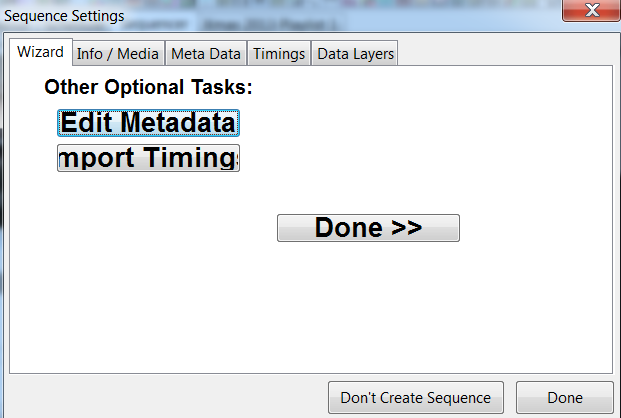 Sequence Settings
Wizard Info / Media Meta Data Timings Data Layers
Other Optional Tasks:
Edit Metadata
mport Timing
Done >>
Don't Create Sequence Done